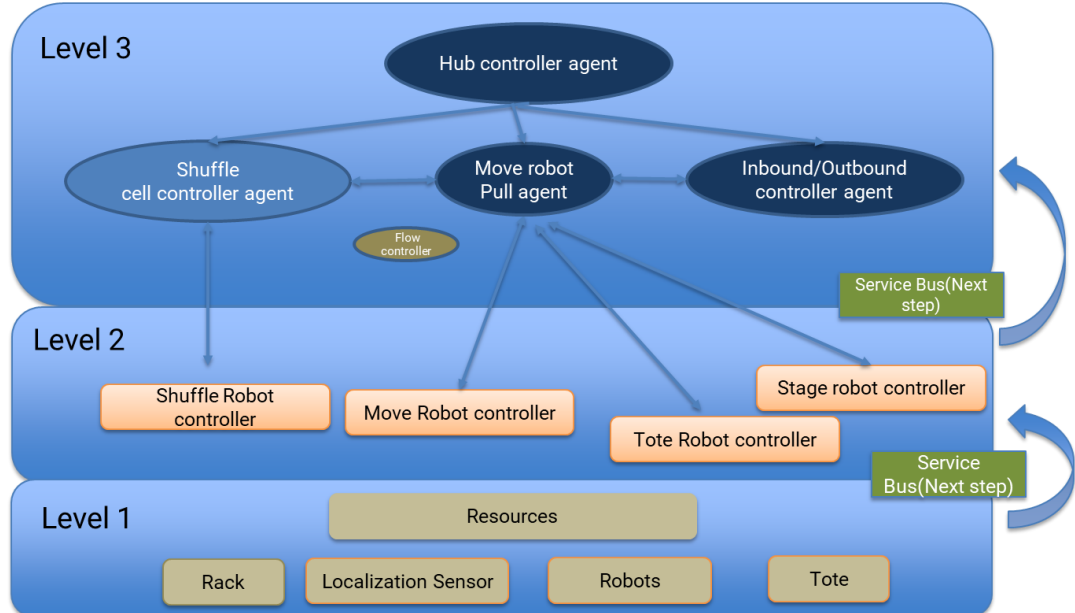 Level 3
Hub controller agent
Shuffle
cell controller agent
Move robot
Pull agent
Inbound/Outbound
controller agent
Flow
controller
Service Bus(Next
step)
Level 2
Shuffle Robot
controller
Move Robot controller
Tote Robot controller
Stage robot controller
Service
Bus(Next step)
Level 1
Resources
Rack
Localization Sensor
Robots
Tote